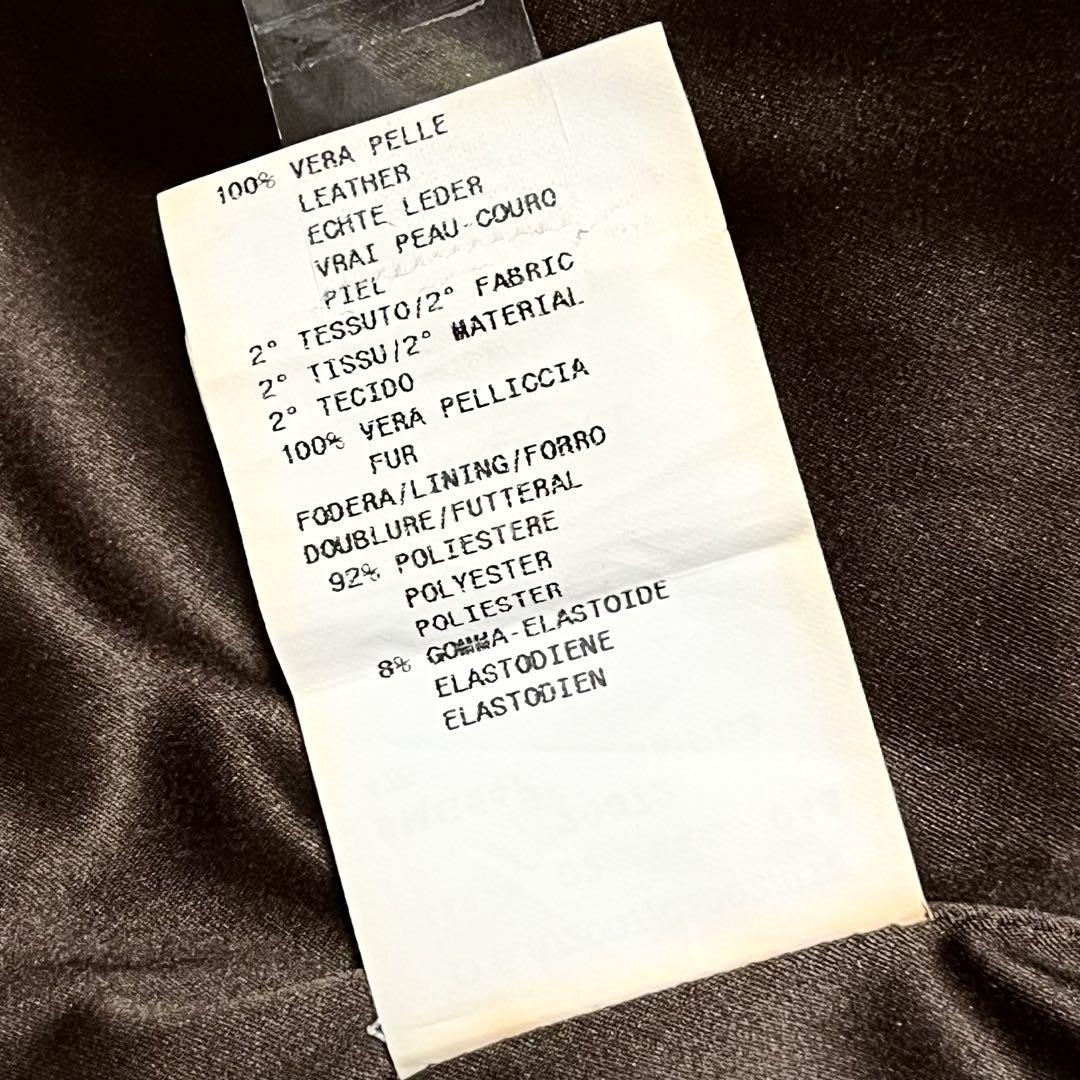 100% VERA PELLE
LEATHER
ECHTE LEDER
VRAI PEAU-COURO
PIEL
2° TESSUTO/2° FABRIC
2° TISSU/2° MATERIAL
2° TECIDO
100% VERA PELLICCIA
FUR
FODERA/LINING/FORRO
DOUBLURE/FUTTERAL
92% POLIESTERE
POLYESTER
POLIESTER
8% GOMMA-ELASTOIDE
ELASTODIENE
ELASTODIEN